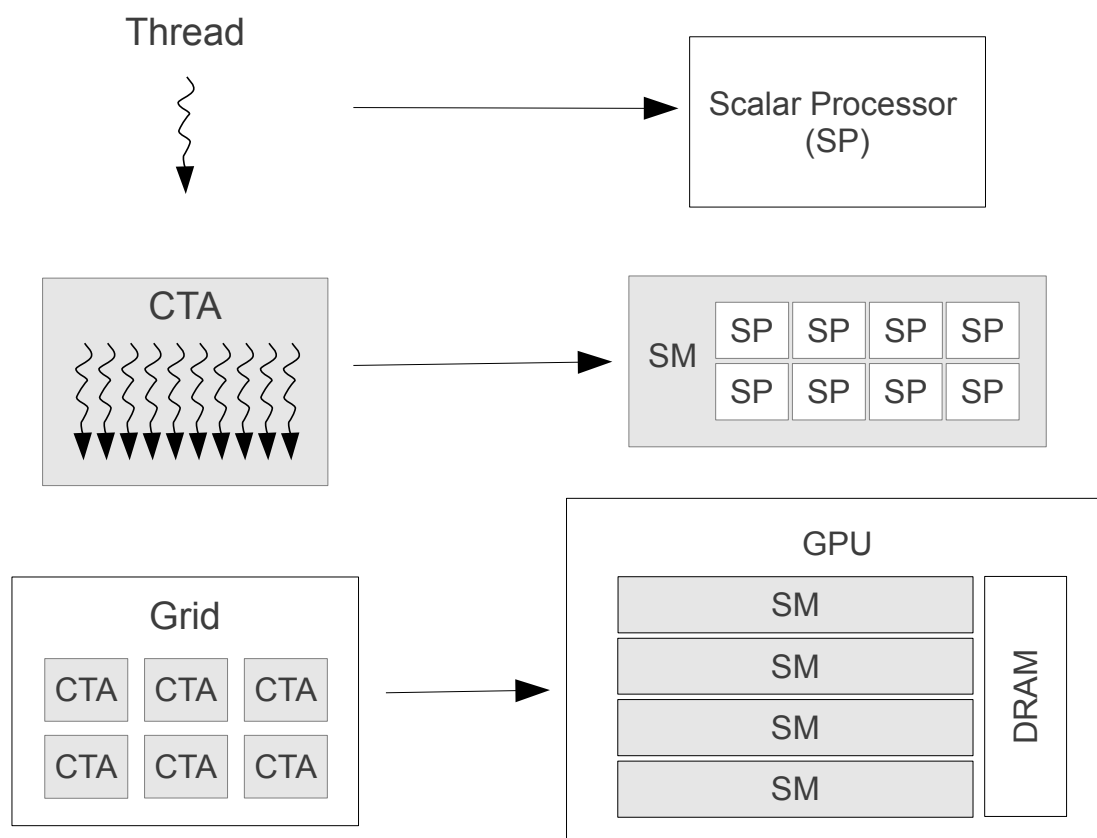 Thread
Scalar Processor
(SP)
CTA
SM
SP SP SP SP
SP SP SP SP
Grid
CTA CTA CTA
CTA CTA CTA
GPU
SM
SM
SM
SM
DRAM